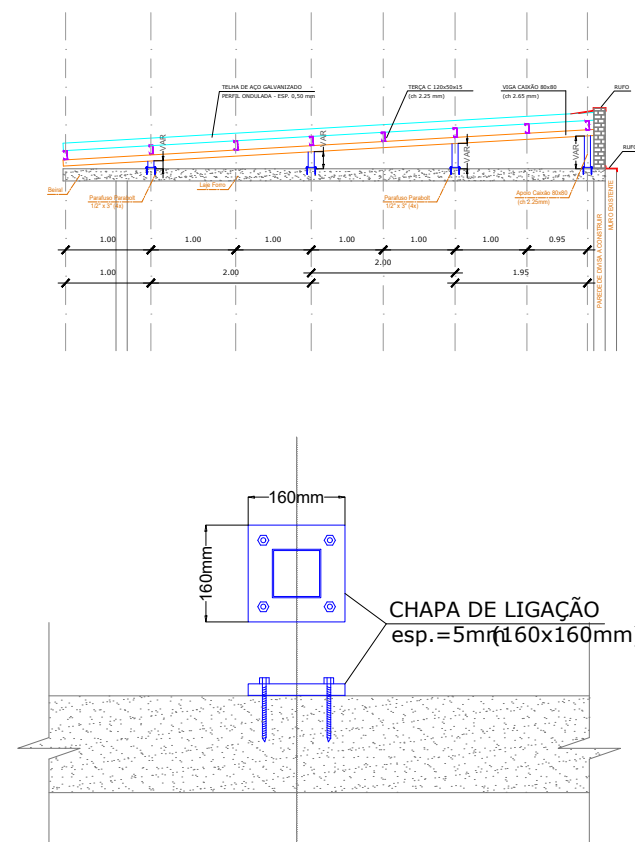 TELHA DE AÇO GALVANIZADO
PERFIL ONDULADA - ESP. 0,50 mm
TERÇA C 120x50x15
(ch 2.25 mm)
VIGA CAIXÃO 80x80
(ch 2.65 mm)
RUFO
RUFO
VAR
VAR
VAR
VAR
Beiral
Parafuso Parabolt
1/2" x 3" (4x)
Laje Forro
Parafuso Parabolt
1/2" x 3" (4x)
Apoio Caixão 80x80
(ch 2.25mm)
1.00
1.00
1.00
1.00
1.00
1.00
0.95
1.00
2.00
2.00
1.95
PAREDE DE DIVISA À CONSTRUIR
MURO EXISTENTE
160mm
160mm
CHAPA DE LIGAÇÃO
esp.=5mm(160x160mm)